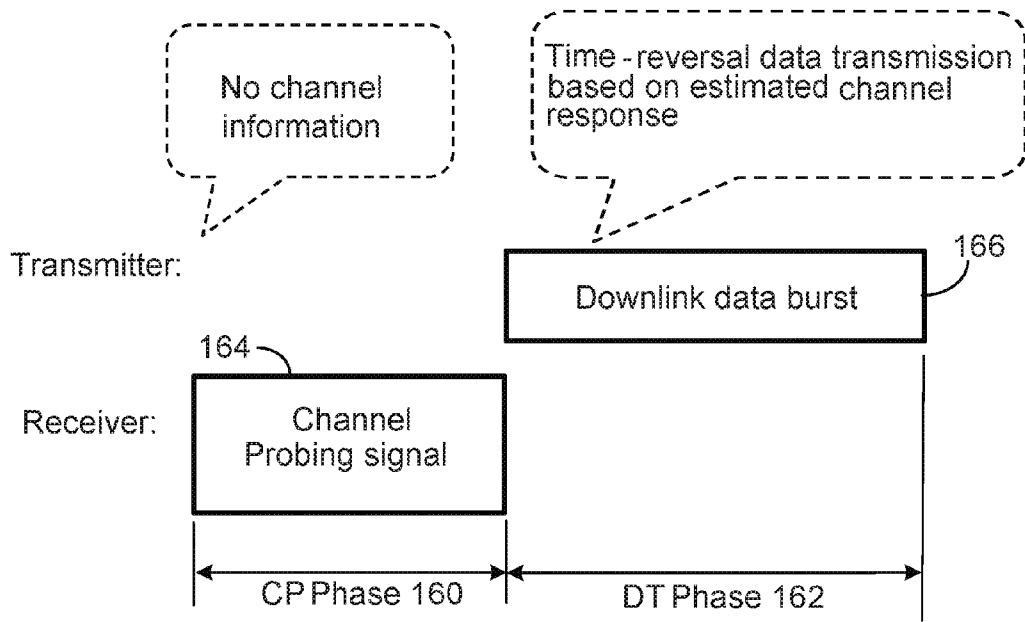 No channel
information
Time-reversal data transmission
based on estimated channel
response
Transmitter:
166
Downlink data burst
164
Receiver:
Channel
Probing signal
CP Phase 160
DT Phase 162